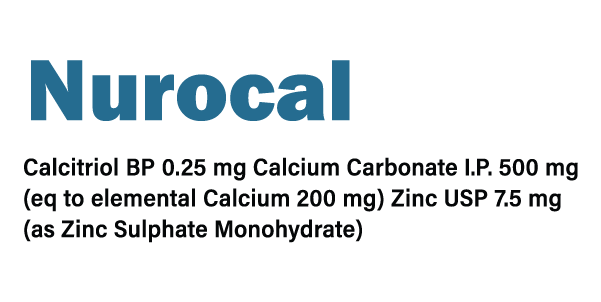 Nurocal
Calcitriol BP 0.25 mg Calcium Carbonate I.P. 500 mg
(eq to elemental Calcium 200 mg) Zinc USP 7.5 mg
(as Zinc Sulphate Monohydrate)